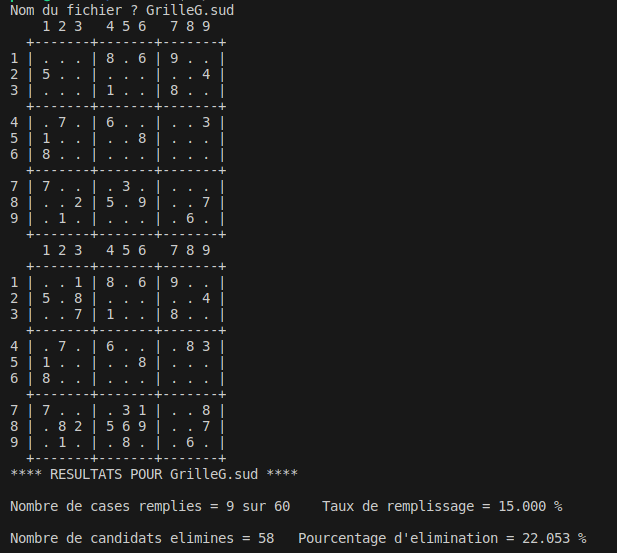 Nom du fichier ? GrilleG.sud
    1 2 3   4 5 6   7 8 9
  +-------+-------+-------+
1 | . . . | 8 . 6 | 9 . . |
2 | 5 . . | . . . | . . 4 |
3 | . . . | 1 . . | 8 . . |
  +-------+-------+-------+
4 | . 7 . | 6 . . | . . 3 |
5 | 1 . . | . . 8 | . . . |
6 | 8 . . | . . . | . . . |
  +-------+-------+-------+
7 | 7 . . | . 3 . | . . . |
8 | . . 2 | 5 . 9 | . . 7 |
9 | . 1 . | . . . | . 6 . |
  +-------+-------+-------+
    1 2 3   4 5 6   7 8 9
  +-------+-------+-------+
1 | . . 1 | 8 . 6 | 9 . . |
2 | 5 . 8 | . . . | . . 4 |
3 | . . 7 | 1 . . | 8 . . |
  +-------+-------+-------+
4 | . 7 . | 6 . . | . 8 3 |
5 | 1 . . | . . 8 | . . . |
6 | 8 . . | . . . | . . . |
  +-------+-------+-------+
7 | 7 . . | . 3 1 | . . 8 |
8 | . 8 2 | 5 6 9 | . . 7 |
9 | . 1 . | . 8 . | . 6 . |
  +-------+-------+-------+
**** RESULTATS POUR GrilleG.sud ****
Nombre de cases remplies = 9 sur 60    Taux de remplissage = 15.000 %
Nombre de candidats elimines = 58   Pourcentage d'elimination = 22.053 %